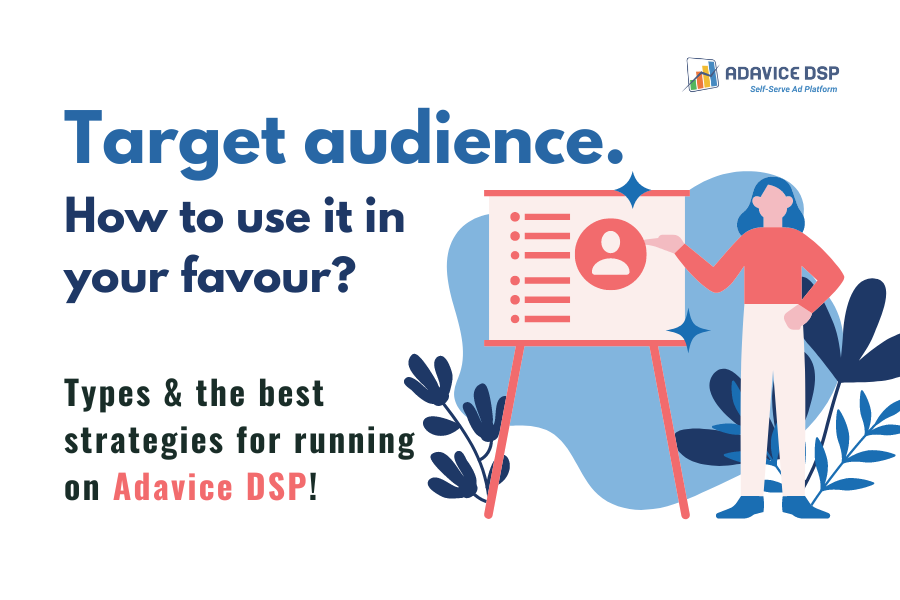 ADAVICE DSP
Self-Serve Ad Platform
Target audience.
How to use it in
your favour?
Types & the best
strategies for running
on Adavice DSP!